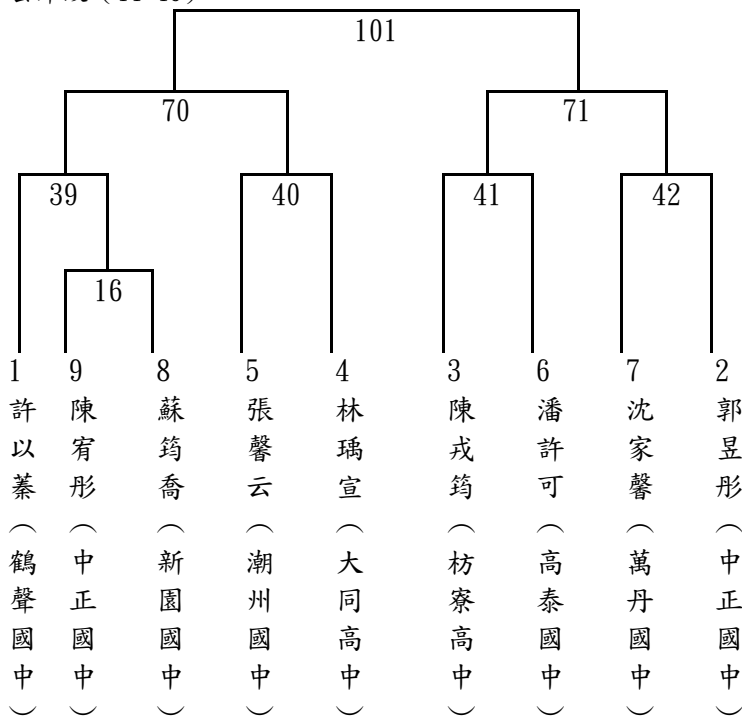 101
70 71
39 40 41 42
16
1 9 8 5 4 3 6 7 2
許以蓁(鶴聲國中)
陳宥彤(中正國中)
蘇筠喬(新園國中)
張馨云(潮州國中)
林瑀宣(大同高中)
陳戎筠(枋寮高中)
潘許可(高泰國中)
沈家馨(萬丹國中)
郭昱彤(中正國中)